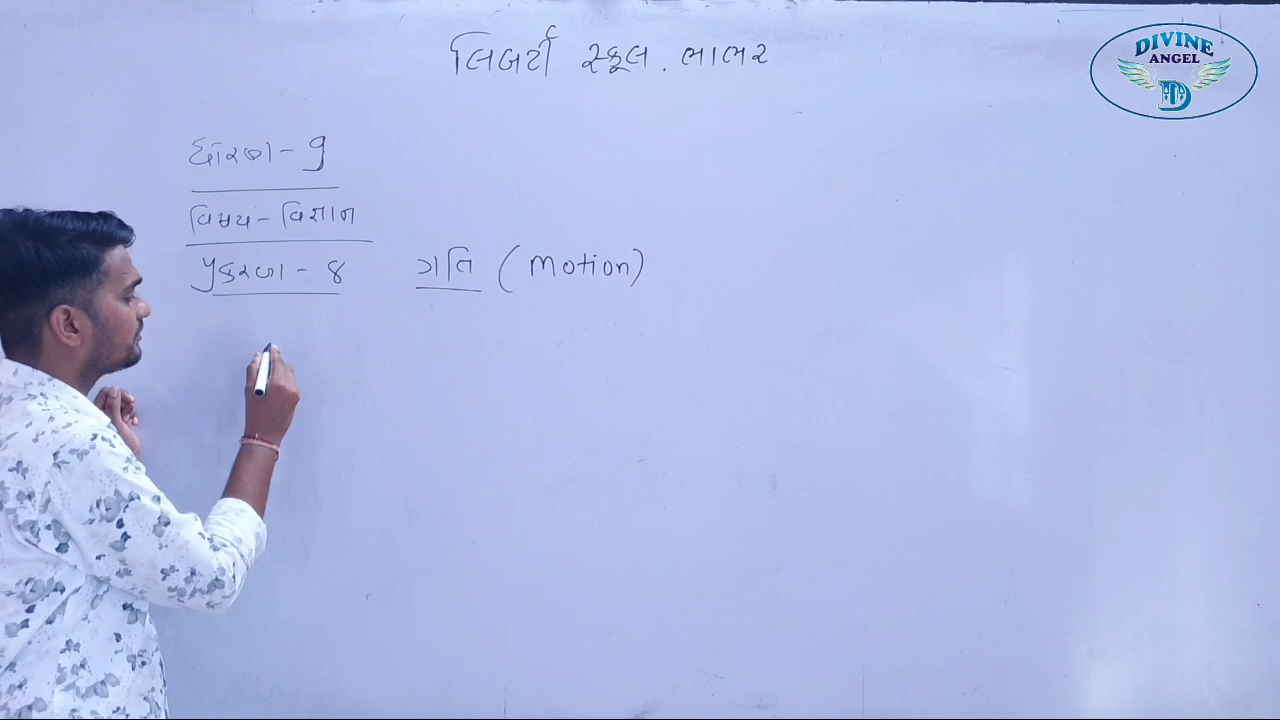 લિબર્ટી સ્કૂલ. ભાભર
DIVINE
ANGEL
D
ધોરણ - 9
વિષય - વિજ્ઞાન
પ્રકરણ - 8 ગતિ (Motion)